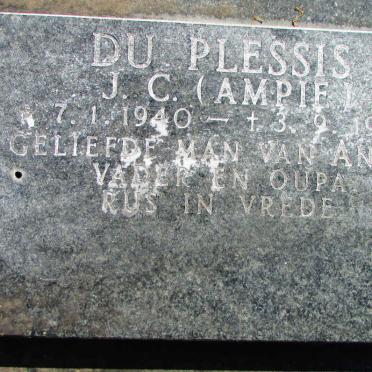 DU PLESSIS
J. C. (AMPIE)
* 7. 1. 1940 – † 3. 9.
GELIEFDE MAN VAN
VADER EN OUPA
RUS IN VREDE